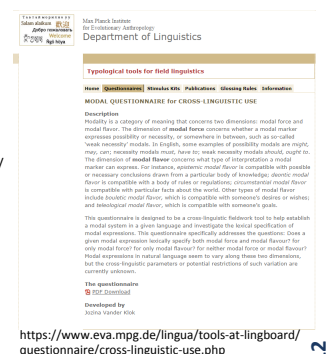 Salam aleikum
Добро пожаловать
Welcome
Ñgó hoya
Max Planck Institute
for Evolutionary Anthropology
Department of Linguistics
Typological tools for field linguistics
Home Questionnaires Stimulus Kits Publications Glossing Rules Information
MODAL QUESTIONNAIRE for CROSS-LINGUISTIC USE
Description
Modality is a category of meaning that concerns two dimensions: modal force and
modal flavor. The dimension of modal force concerns whether a modal marker
expresses possibility or necessity, or somewhere in between, such as so-called
'weak necessity' modals. In English, some examples of possibility modals are might,
may, can; necessity modals must, have to; weak necessity modals should, ought to.
The dimension of modal flavor concerns what type of interpretation a modal
marker can express. For instance, epistemic modal flavor is compatible with possible
or necessary conclusions drawn from a particular body of knowledge; deontic modal
flavor is compatible with a body of rules or regulations; circumstantial modal flavor
is compatible with particular facts about the world. Other types of modal flavor
include bouletic modal flavor, which is compatible with someone's desires or wishes;
and teleological modal flavor, which is compatible with someone's goals.
This questionnaire is designed to be a cross-linguistic fieldwork tool to help establish
a modal system in a given language and investigate the lexical specification of
modal expressions. This questionnaire specifically addresses the questions: Does a
given modal expression lexically specify both modal force and modal flavour? for
only modal force? for only modal flavour? for neither modal force or modal flavour?
Modal expressions in natural seem to vary along these two dimensions,
but the cross-linguistic parameters or potential restrictions of such variation are
currently unknown.
The questionnaire
PDF Download
Developed by
Jozina Vander Klok
/
https://www.eva.mpg.de/lingua/tools-at-lingboard/
questionnaire/cross-linguistic-use.php
2